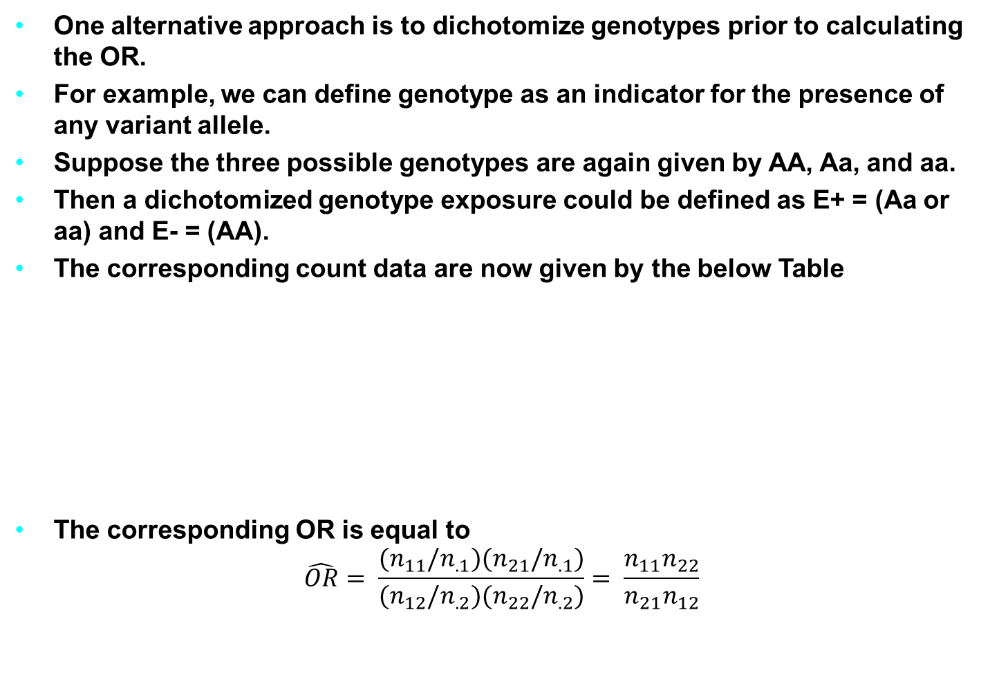 • One alternative approach is to dichotomize genotypes prior to calculating
the OR.
• For example, we can define genotype as an indicator for the presence of
any variant allele.
• Suppose the three possible genotypes are again given by AA, Aa, and aa.
• Then a dichotomized genotype exposure could be defined as E+ = (Aa or
aa) and E- = (AA).
• The corresponding count data are now given by the below Table
• The corresponding OR is equal to
$\widehat{OR} = \frac{(n_{11}/n_{.1})(n_{21}/n_{.1})}{(n_{12}/n_{.2})(n_{22}/n_{.2})} = \frac{n_{11}n_{22}}{n_{21}n_{12}}$